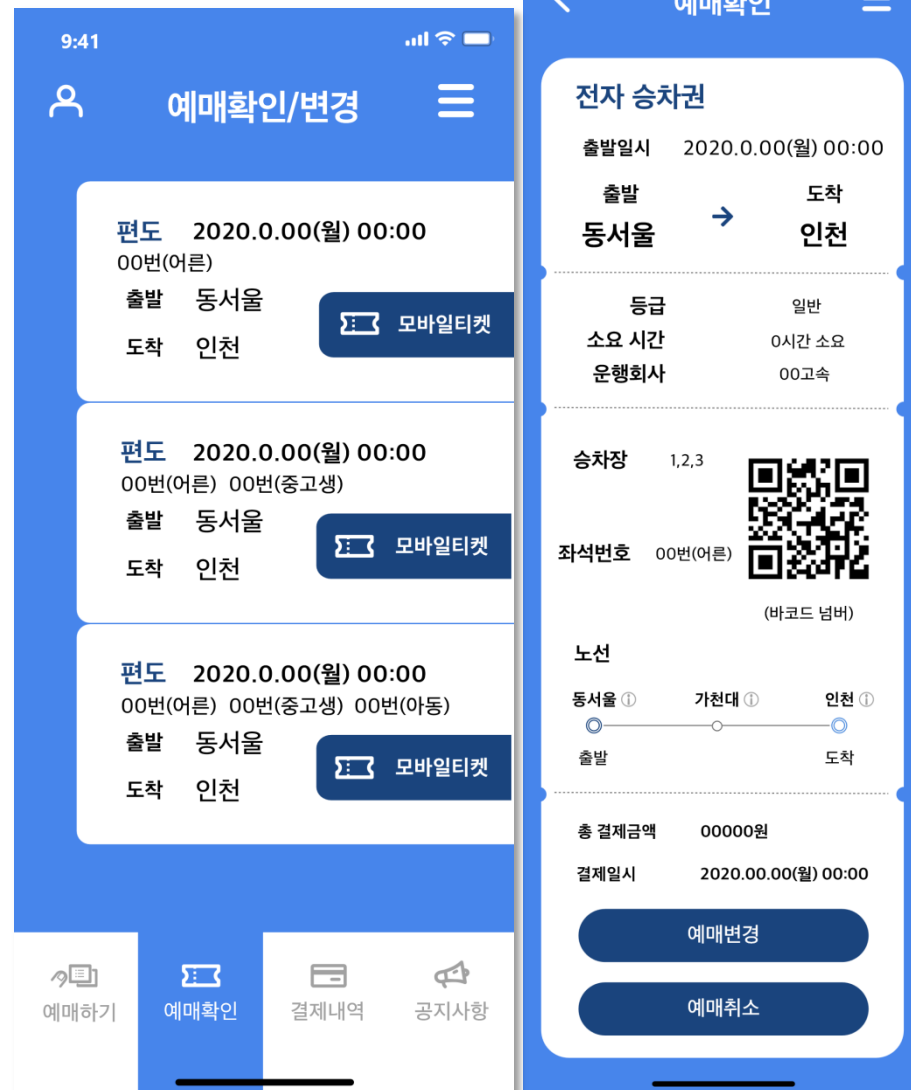 9:41
예매확인/변경
편도 2020.0.00(월) 00:00
00번(어른)
출발 동서울
도착 인천
모바일티켓
편도 2020.0.00(월) 00:00
00번(어른) 00번(중고생)
출발 동서울
도착 인천
모바일티켓
편도 2020.0.00(월) 00:00
00번(어른) 00번(중고생) 00번(아동)
출발 동서울
도착 인천
모바일티켓
예매하기 예매확인 결제내역 공지사항
예매확인
전자 승차권
출발일시 2020.0.00(월) 00:00
출발 도착
동서울 인천
등급 일반
소요 시간 0시간 소요
운행회사 00고속
승차장 1,2,3
좌석번호 00번(어른)
(바코드 넘버)
노선
동서울 가천대 인천
출발 도착
총 결제금액 00000원
결제일시 2020.00.00(월) 00:00
예매변경
예매취소